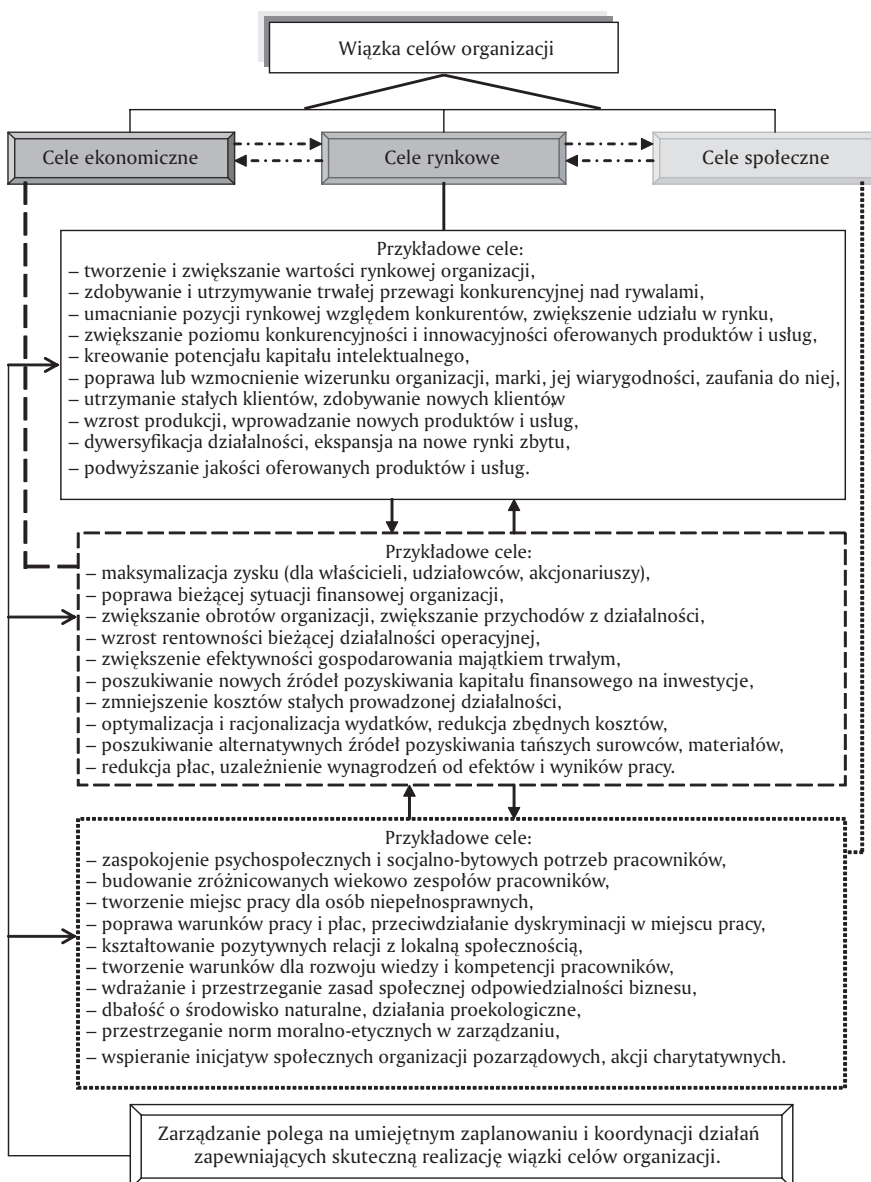 Wiązka celów organizacji
Cele ekonomiczne
Cele rynkowe
Cele społeczne
Przykładowe cele:
– tworzenie i zwiększanie wartości rynkowej organizacji,
– zdobywanie i utrzymywanie trwałej przewagi konkurencyjnej nad rywalami,
– umacnianie pozycji rynkowej względem konkurentów, zwiększenie udziału w rynku,
– zwiększanie poziomu konkurencyjności i innowacyjności oferowanych produktów i usług,
– kreowanie potencjału kapitału intelektualnego,
– poprawa lub wzmocnienie wizerunku organizacji, marki, jej wiarygodności, zaufania do niej,
– utrzymanie stałych klientów, zdobywanie nowych klientów,
– wzrost produkcji, wprowadzanie nowych produktów i usług,
– dywersyfikacja działalności, ekspansja na nowe rynki zbytu,
– podwyższanie jakości oferowanych produktów i usług.
Przykładowe cele:
– maksymalizacja zysku (dla właścicieli, udziałowców, akcjonariuszy),
– poprawa bieżącej sytuacji finansowej organizacji,
– zwiększanie obrotów organizacji, zwiększanie przychodów z działalności,
– wzrost rentowności bieżącej działalności operacyjnej,
– zwiększenie efektywności gospodarowania majątkiem trwałym,
– poszukiwanie nowych źródeł pozyskiwania kapitału finansowego na inwestycje,
– zmniejszenie kosztów stałych prowadzonej działalności,
– optymalizacja i racjonalizacja wydatków, redukcja zbędnych kosztów,
– poszukiwanie alternatywnych źródeł pozyskiwania tańszych surowców, materiałów,
– redukcja płac, uzależnienie wynagrodzeń od efektów i wyników pracy.
Przykładowe cele:
– zaspokojenie psychospołecznych i socjalno-bytowych potrzeb pracowników,
– budowanie zróżnicowanych wiekowo zespołów pracowników,
– tworzenie miejsc pracy dla osób niepełnosprawnych,
– poprawa warunków pracy i płac, przeciwdziałanie dyskryminacji w miejscu pracy,
– kształtowanie pozytywnych relacji z lokalną społecznością,
– tworzenie warunków dla rozwoju wiedzy i kompetencji pracowników,
– wdrażanie i przestrzeganie zasad społecznej odpowiedzialności biznesu,
– dbałość o środowisko naturalne, działania proekologiczne,
– przestrzeganie norm moralno-etycznych w zarządzaniu,
– wspieranie inicjatyw społecznych organizacji pozarządowych, akcji charytatywnych.
Zarządzanie polega na umiejętnym zaplanowaniu i koordynacji działań
zapewniających skuteczną realizację wiązki celów organizacji.